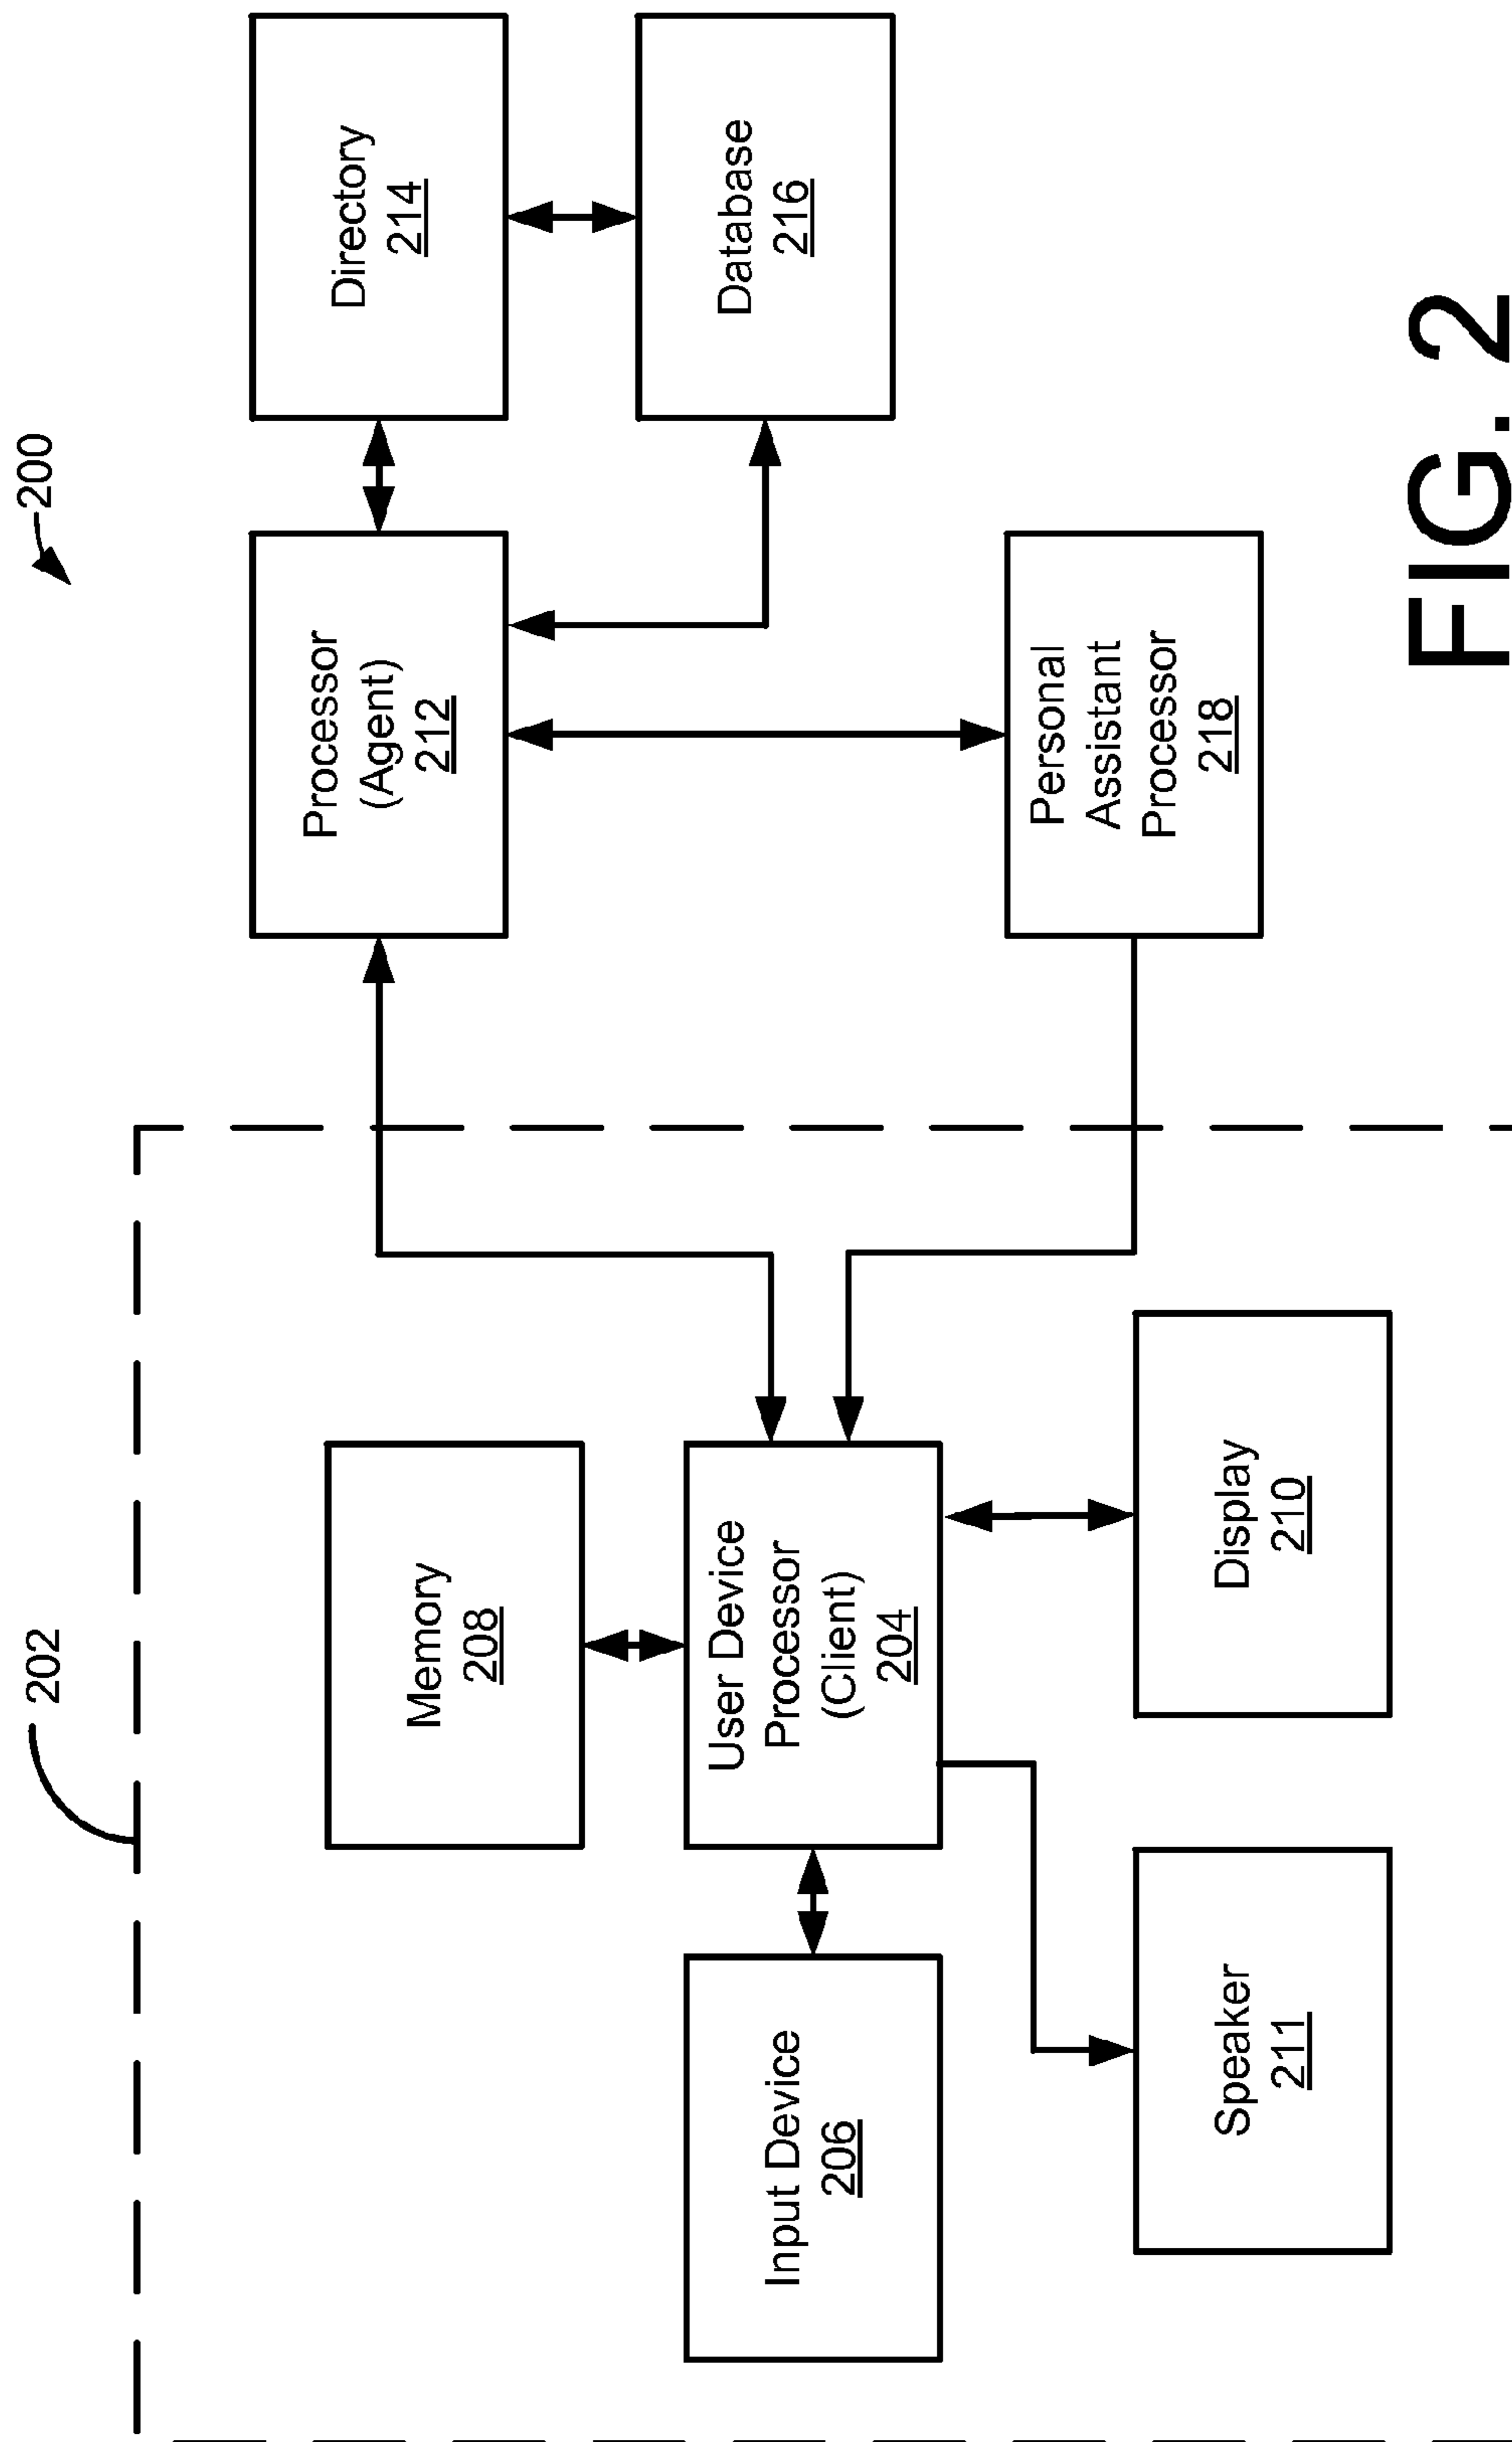 200
202
Memory
208
Processor
(Agent)
212
Directory
214
Input Device
206
User Device
Processor
(Client)
204
Database
216
Speaker
211
Display
210
Personal
Assistant
Processor
218
FIG. 2